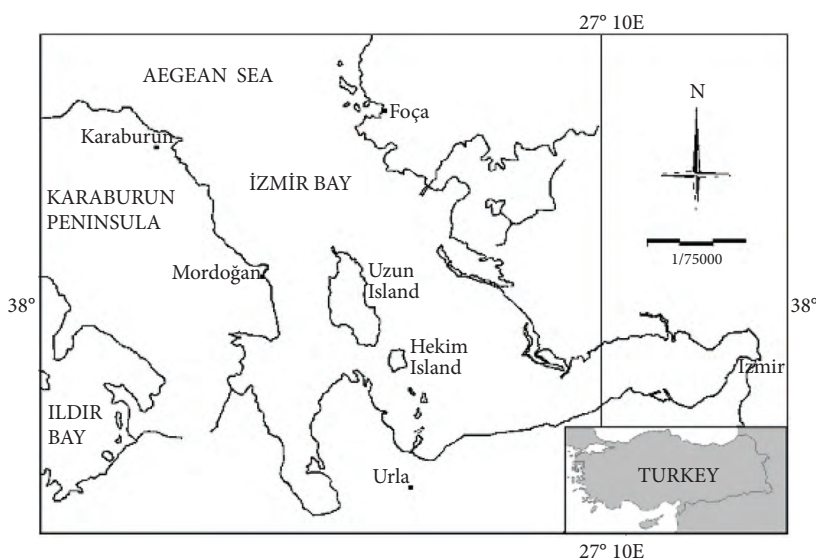 27° 10E
AEGEAN SEA
N
Foça
Karaburun
İZMİR BAY
KARABURUN
PENINSULA
1/75000
Mordoğan
Uzun
Island
38°
38°
Hekim
Island
Izmir
ILDIR
BAY
Urla
TURKEY
27° 10E